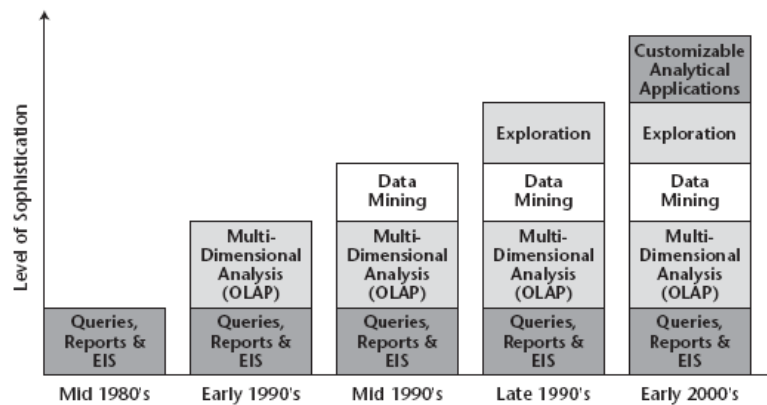 Level of Sophistication
Customizable
Analytical
Applications
Exploration
Exploration
Data
Mining
Data
Mining
Data
Mining
Multi-
Dimensional
Analysis
(OLAP)
Multi-
Dimensional
Analysis
(OLAP)
Multi-
Dimensional
Analysis
(OLAP)
Multi-
Dimensional
Analysis
(OLAP)
Queries,
Reports &
EIS
Queries,
Reports &
EIS
Queries,
Reports &
EIS
Queries,
Reports &
EIS
Queries,
Reports &
EIS
Mid 1980's
Early 1990's
Mid 1990's
Late 1990's
Early 2000's